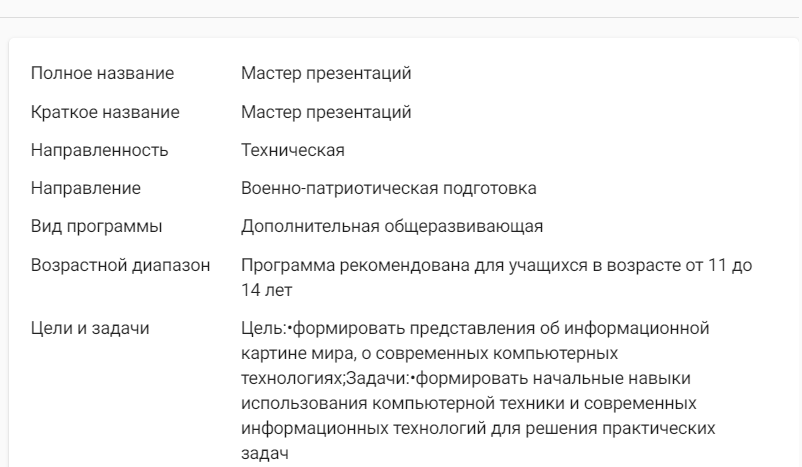 Полное название Мастер презентаций
Краткое название Мастер презентаций
Направленность Техническая
Направление Военно-патриотическая подготовка
Вид программы Дополнительная общеразвивающая
Возрастной диапазон Программа рекомендована для учащихся в возрасте от 11 до
14 лет
Цели и задачи Цель:•формировать представления об информационной
картине мира, о современных компьютерных
технологиях;Задачи:•формировать начальные навыки
использования компьютерной техники и современных
информационных технологий для решения практических
задач